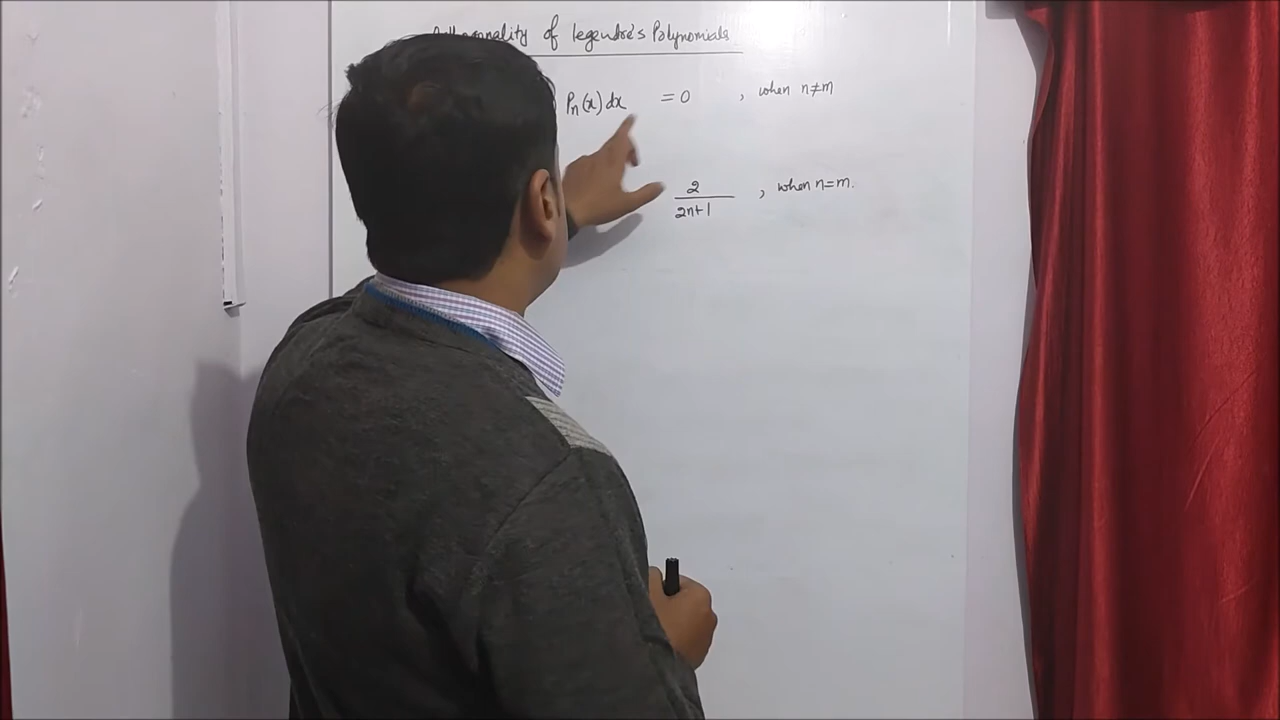 Orthogonality of Legendre's Polynomials
Pn(x) dx = 0 , when n≠m
2/2n+1 , when n=m.